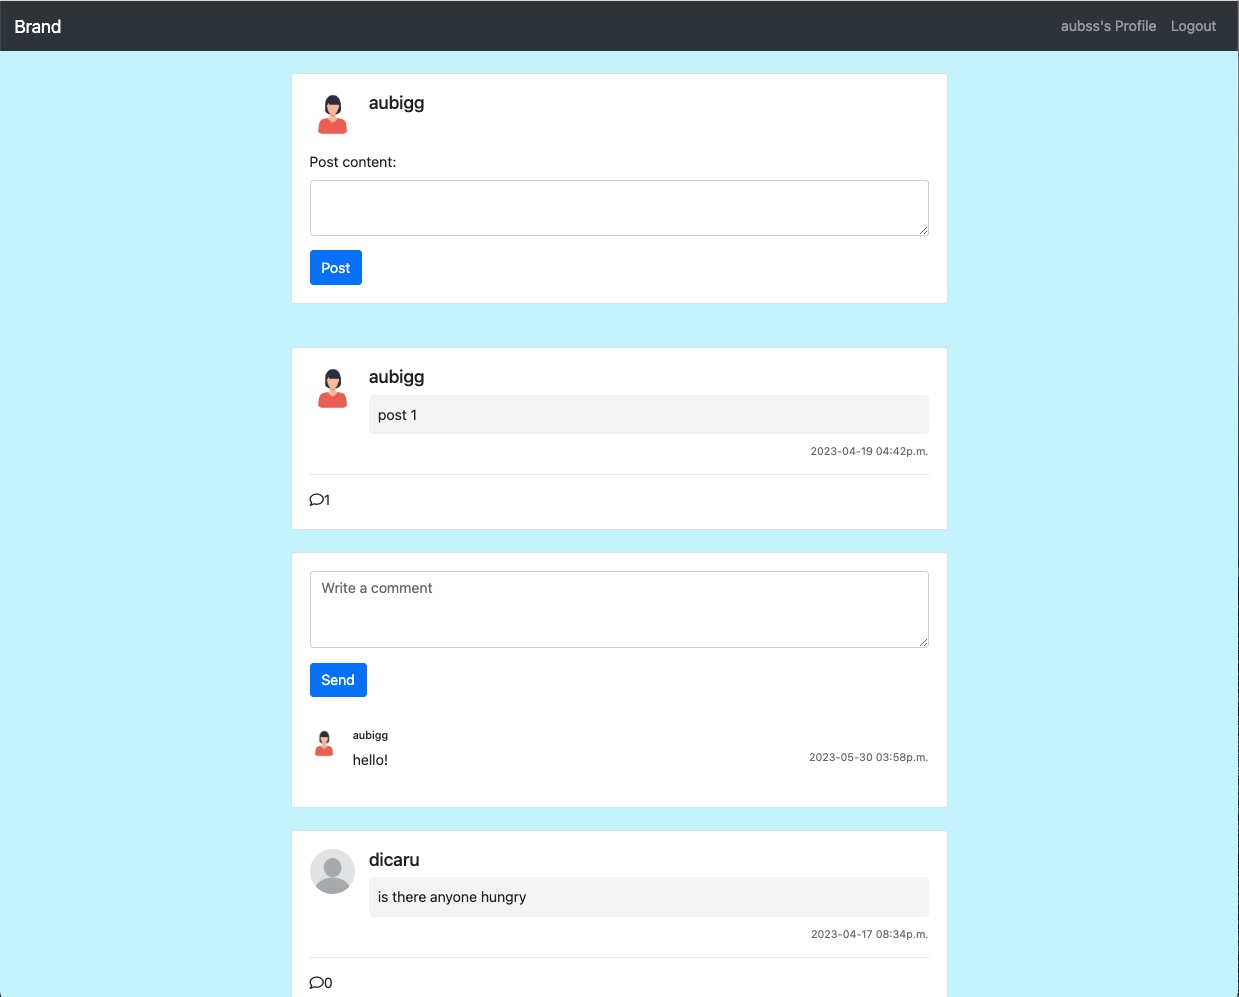 Brand
aubss's Profile
Logout
aubigg
Post content:
Post
aubigg
post 1
2023-04-19 04:42p.m.
1
Write a comment
Send
aubigg
hello!
2023-05-30 03:58p.m.
dicaru
is there anyone hungry
2023-04-17 08:34p.m.
0